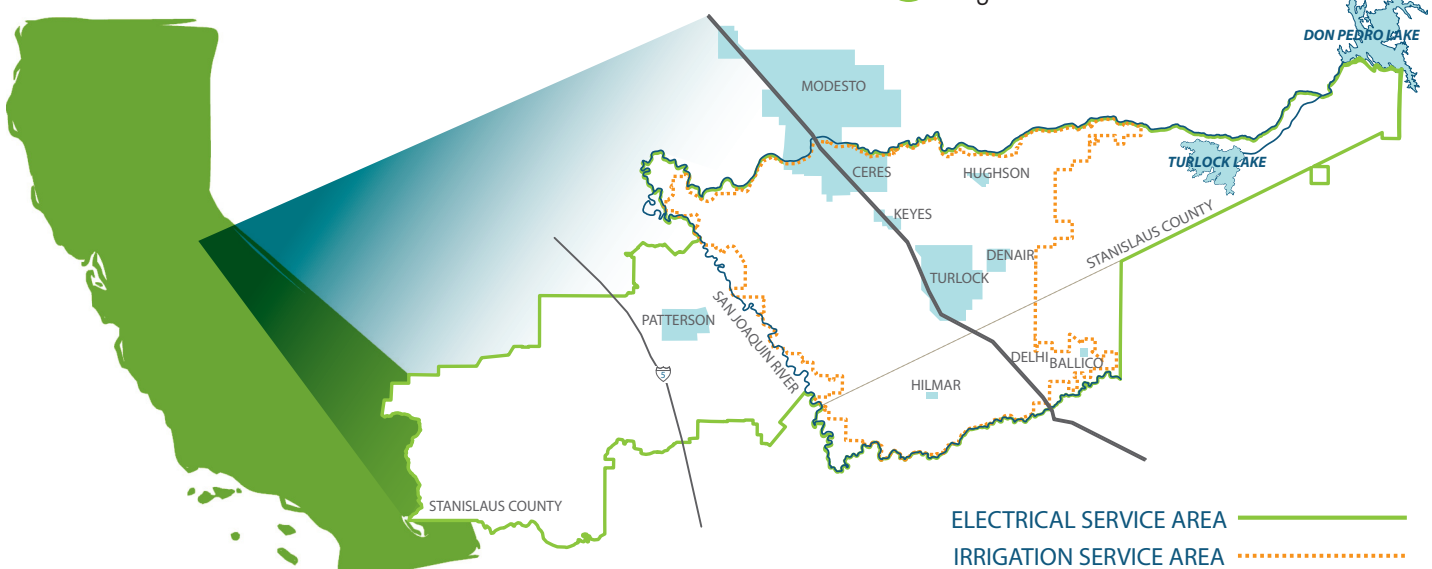 DON PEDRO LAKE
MODESTO
TURLOCK LAKE
CERES
HUGHSON
KEYES
STANISLAUS COUNTY
DENAIR
TURLOCK
SAN JOAQUIN RIVER
PATTERSON
DELHI
BALLICO
5
HILMAR
STANISLAUS COUNTY
ELECTRICAL SERVICE AREA
IRRIGATION SERVICE AREA